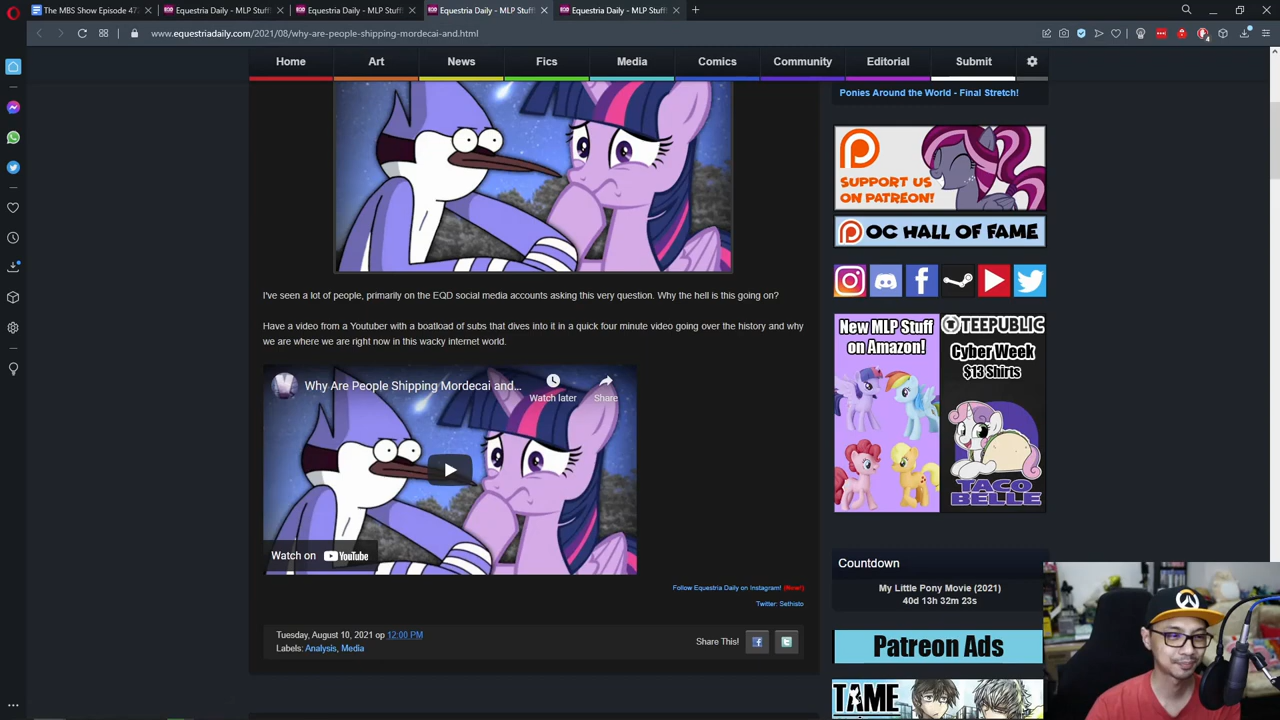 The MBS Show Episode 47
Equestria Daily - MLP Stuff!
Equestria Daily - MLP Stuff!
Equestria Daily - MLP Stuff!
Equestria Daily - MLP Stuff!
www.equestriadaily.com/2021/08/why-are-people-shipping-mordecai-and.html
Home
Art
News
Fics
Media
Comics
Community
Editorial
Submit
Ponies Around the World - Final Stretch!
SUPPORT US
ON PATREON!
OC HALL OF FAME
I've seen a lot of people, primarily on the EQD social media accounts asking this very question. Why the hell is this going on?
Have a video from a Youtuber with a boatload of subs that dives into it in a quick four minute video going over the history and why
we are where we are right now in this wacky internet world.
Why Are People Shipping Mordecai and...
Watch later
Share
Watch on YouTube
New MLP Stuff
on Amazon!
TEEPUBLIC
Cyber Week
$13 Shirts
TACO
BELLE
Follow Equestria Daily on Instagram! (New!)
Twitter: Sethisto
Tuesday, August 10, 2021 op 12:00 PM
Labels: Analysis, Media
Share This!
Countdown
My Little Pony Movie (2021)
40d 13h 32m 23s
Patreon Ads
TAME